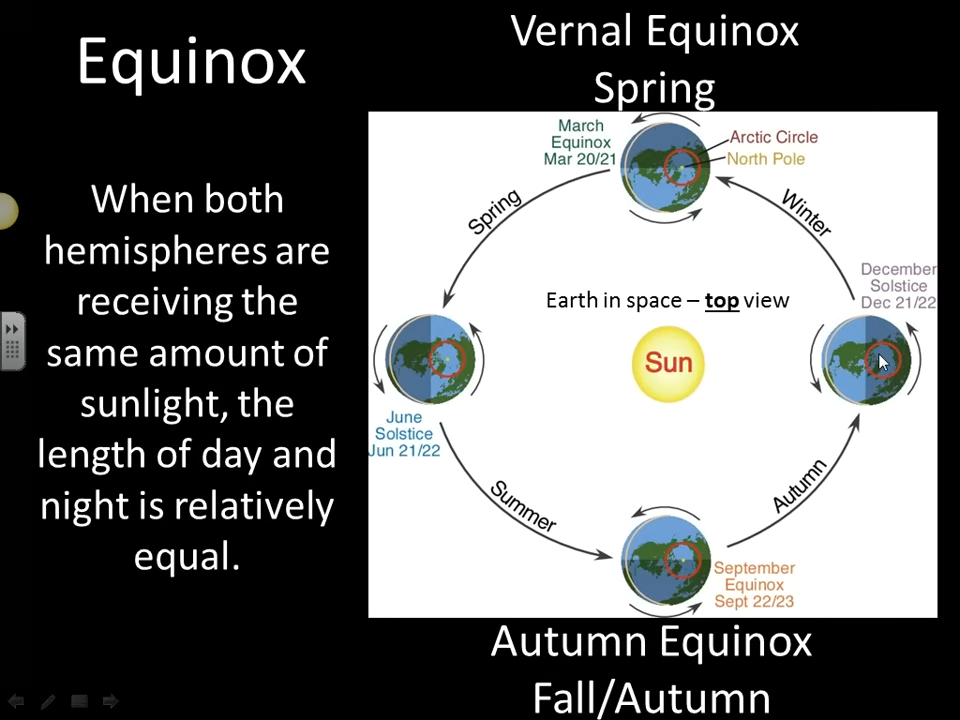 Equinox
When both
hemispheres are
receiving the
same amount of
sunlight, the
length of day and
night is relatively
equal.
Vernal Equinox
Spring
March
Equinox
Mar 20/21
Arctic Circle
North Pole
Spring
Winter
December
Solstice
Dec 21/22
Earth in space – top view
Sun
June
Solstice
Jun 21/22
Summer
Autumn
September
Equinox
Sept 22/23
Autumn Equinox
Fall/Autumn